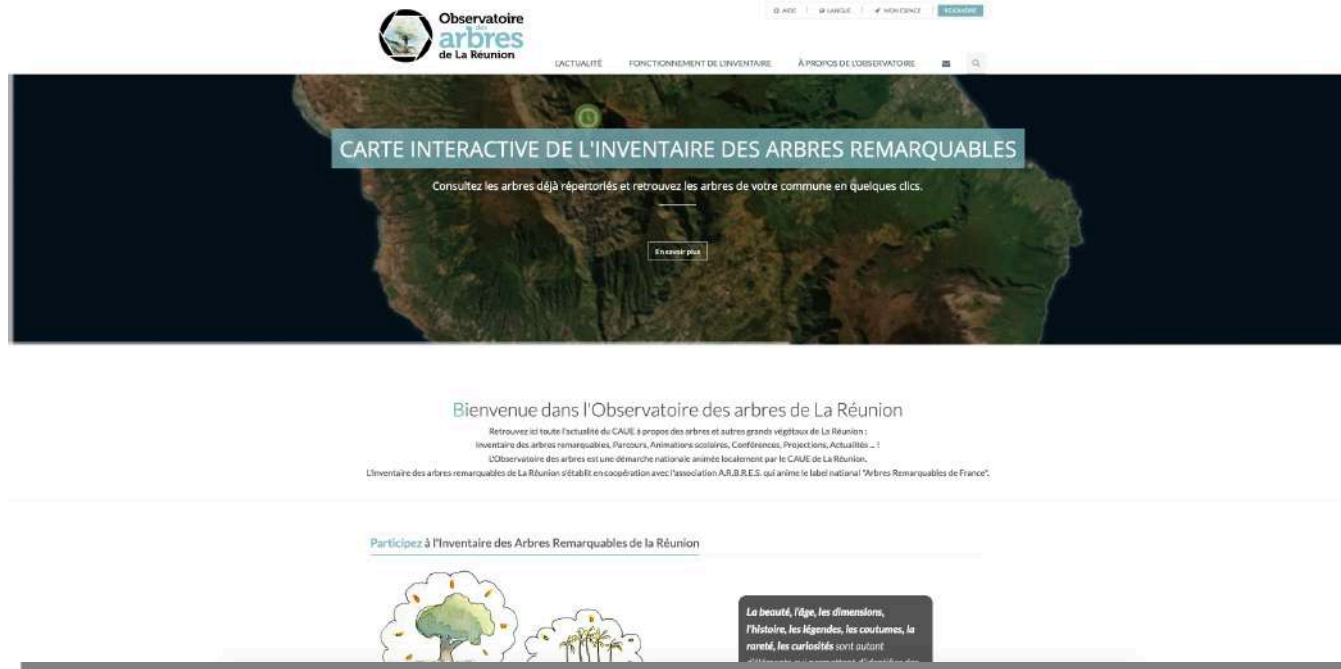 Observatoire
des
arbres
de La Réunion
AIDE
LANGUE
MON ESPACE
L'ACTUALITÉ
FONCTIONNEMENT DE L'INVENTAIRE
À PROPOS DE L'OBSERVATOIRE
CARTE INTERACTIVE DE L'INVENTAIRE DES ARBRES REMARQUABLES
Consultez les arbres déjà répertoriés et retrouvez les arbres de votre commune en quelques clics.
En savoir plus
Bienvenue dans l'Observatoire des arbres de La Réunion
Retrouvez ici toute l'actualité du CAUE à propos des arbres et autres grands végétaux de La Réunion :
Inventaire des arbres remarquables, Parcours, Animations scolaires, Conférences, Projections, Actualités ... !
L'Observatoire des arbres est une démarche nationale animée localement par le CAUE de La Réunion.
L'Inventaire des arbres remarquables de La Réunion s'établit en coopération avec l'association A.R.B.R.E.S. qui anime le label national "Arbres Remarquables de France".
Participez à l'Inventaire des Arbres Remarquables de la Réunion
La beauté, l'âge, les dimensions,
l'histoire, les légendes, les coutumes, la
rareté, les curiosités sont autant